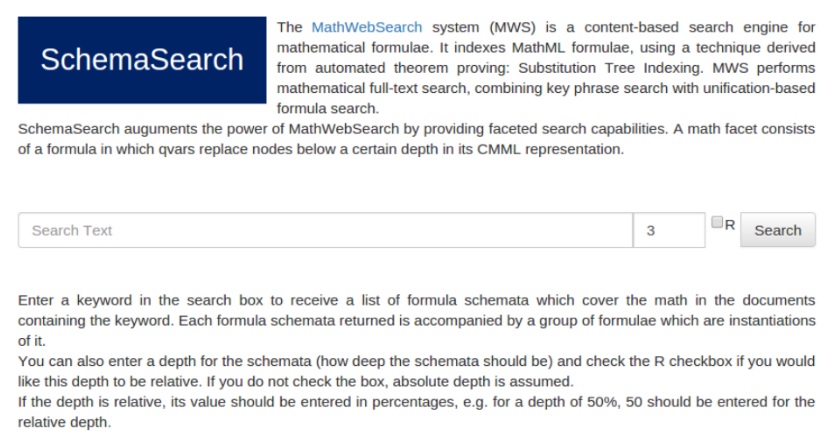 SchemaSearch
The MathWebSearch system (MWS) is a content-based search engine for
mathematical formulae. It indexes MathML formulae, using a technique derived
from automated theorem proving: Substitution Tree Indexing. MWS performs
mathematical full-text search, combining key phrase search with unification-based
formula search.
SchemaSearch auguments the power of MathWebSearch by providing faceted search capabilities. A math facet consists
of a formula in which qvars replace nodes below a certain depth in its CMML representation.
Search Text 3 R Search
Enter a keyword in the search box to receive a list of formula schemata which cover the math in the documents
containing the keyword. Each formula schemata returned is accompanied by a group of formulae which are instantiations
of it.
You can also enter a depth for the schemata (how deep the schemata should be) and check the R checkbox if you would
like this depth to be relative. If you do not check the box, absolute depth is assumed.
If the depth is relative, its value should be entered in percentages, e.g. for a depth of 50%, 50 should be entered for the
relative depth.